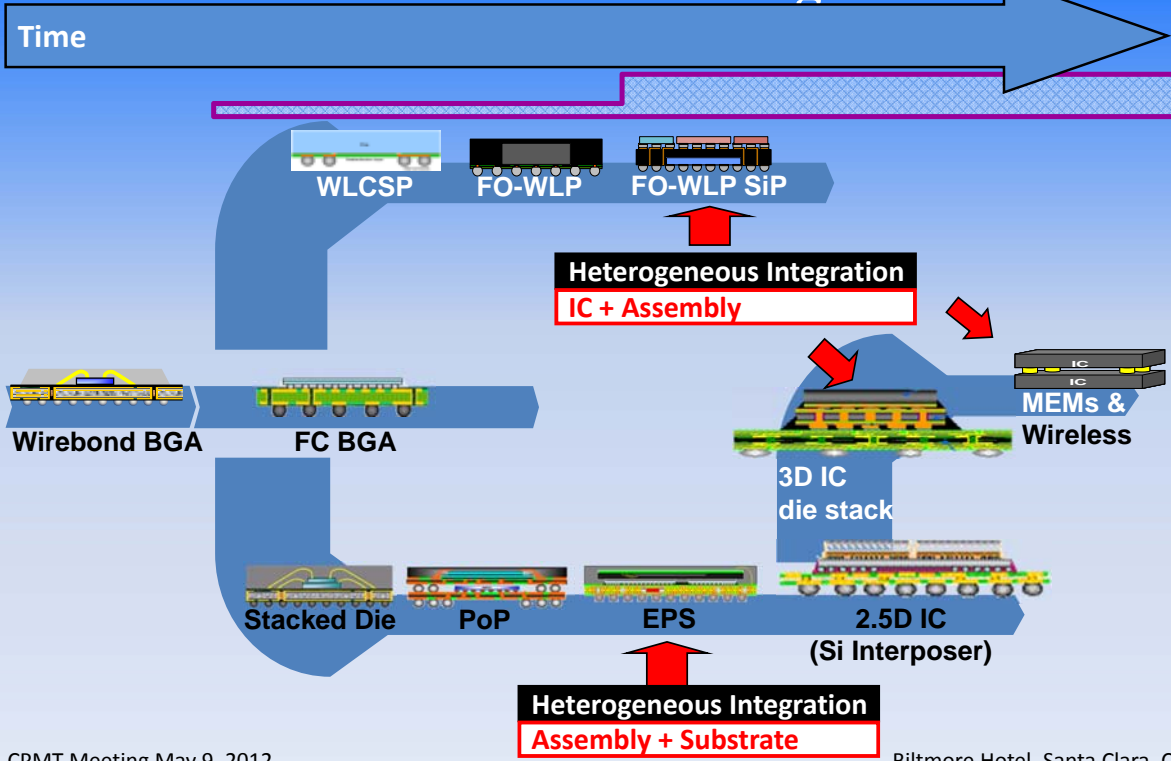 Time
WLCSP
FO-WLP
FO-WLP SiP
Heterogeneous Integration
IC + Assembly
IC
IC
MEMs &
Wireless
Wirebond BGA
FC BGA
3D IC
die stack
Stacked Die
PoP
EPS
2.5D IC
(Si Interposer)
Heterogeneous Integration
Assembly + Substrate
CPMT Meeting May 9, 2012
Biltmore Hotel, Santa Clara, C